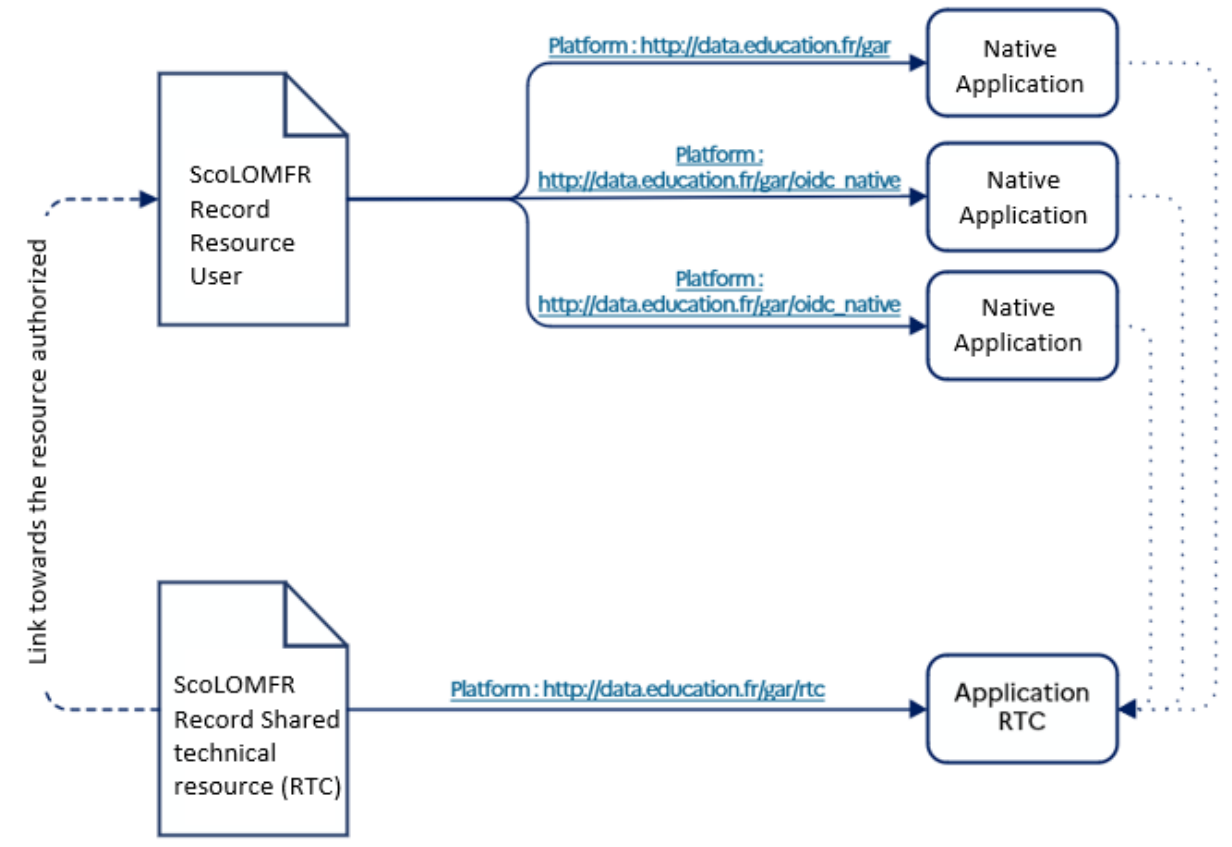 Platform : http://data.education.fr/gar
Native
Application
ScoLOMFR
Record
Resource
User
Platform :
http://data.education.fr/gar/oidc_native
Native
Application
Platform :
http://data.education.fr/gar/oidc_native
Native
Application
Link towards the resource authorized
ScoLOMFR
Record Shared
technical
resource (RTC)
Platform : http://data.education.fr/gar/rtc
Application
RTC